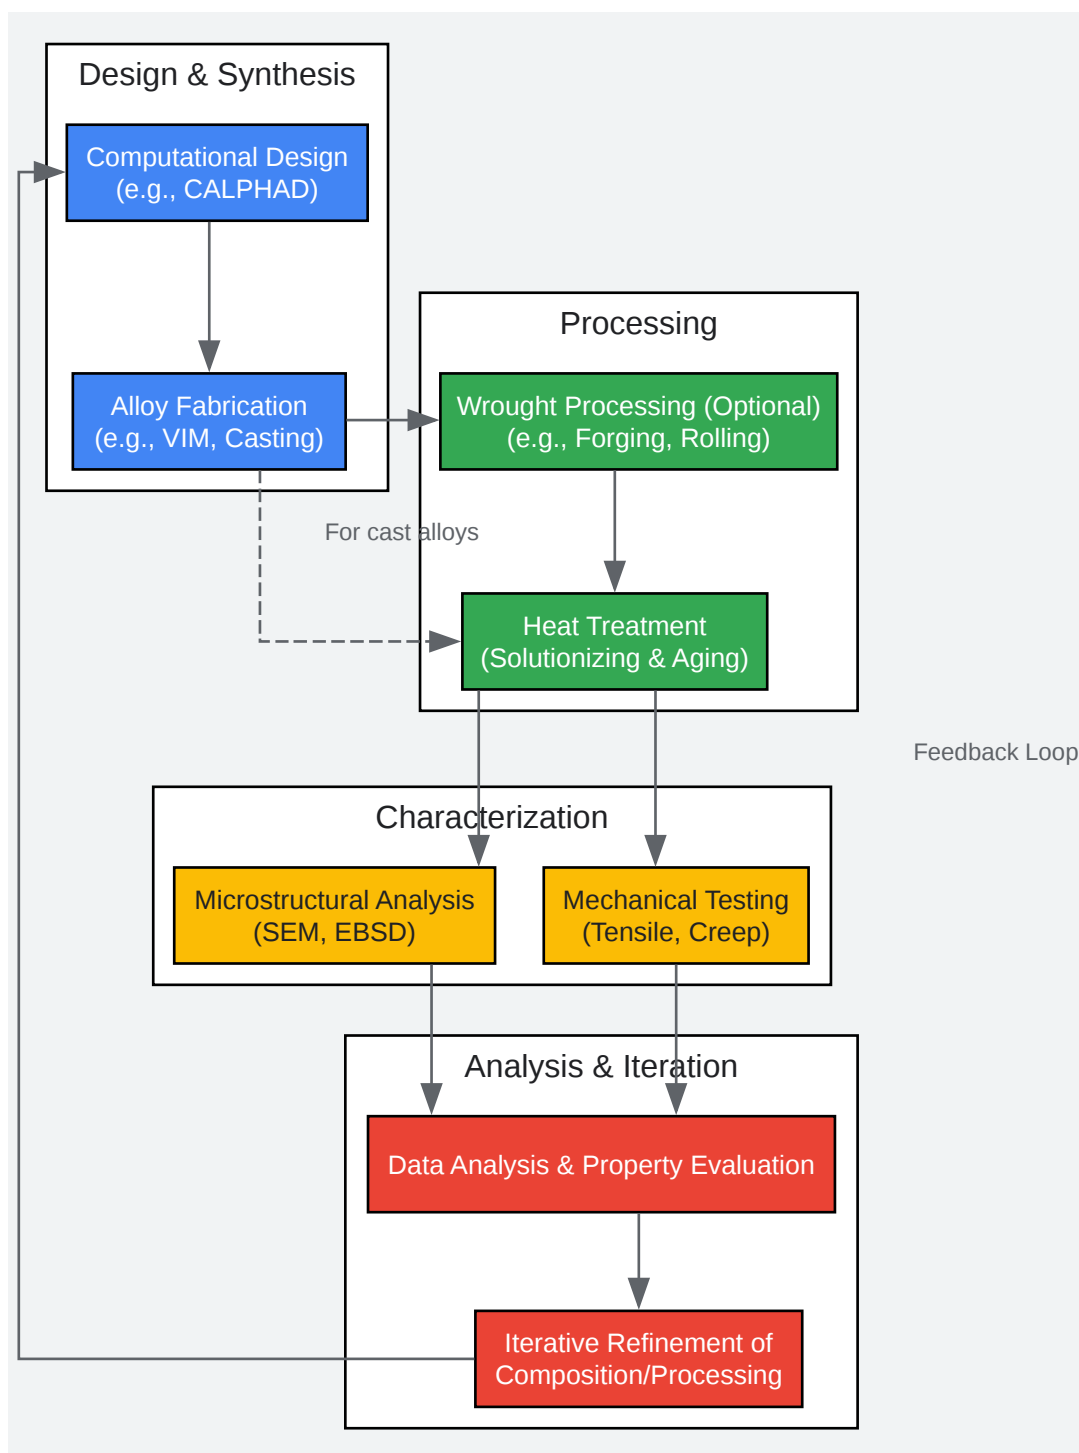 Design & Synthesis
Computational Design
(e.g., CALPHAD)
Alloy Fabrication
(e.g., VIM, Casting)
Processing
Wrought Processing (Optional)
(e.g., Forging, Rolling)
For cast alloys
Heat Treatment
(Solutionizing & Aging)
Feedback Loop
Characterization
Microstructural Analysis
(SEM, EBSD)
Mechanical Testing
(Tensile, Creep)
Analysis & Iteration
Data Analysis & Property Evaluation
Iterative Refinement of
Composition/Processing